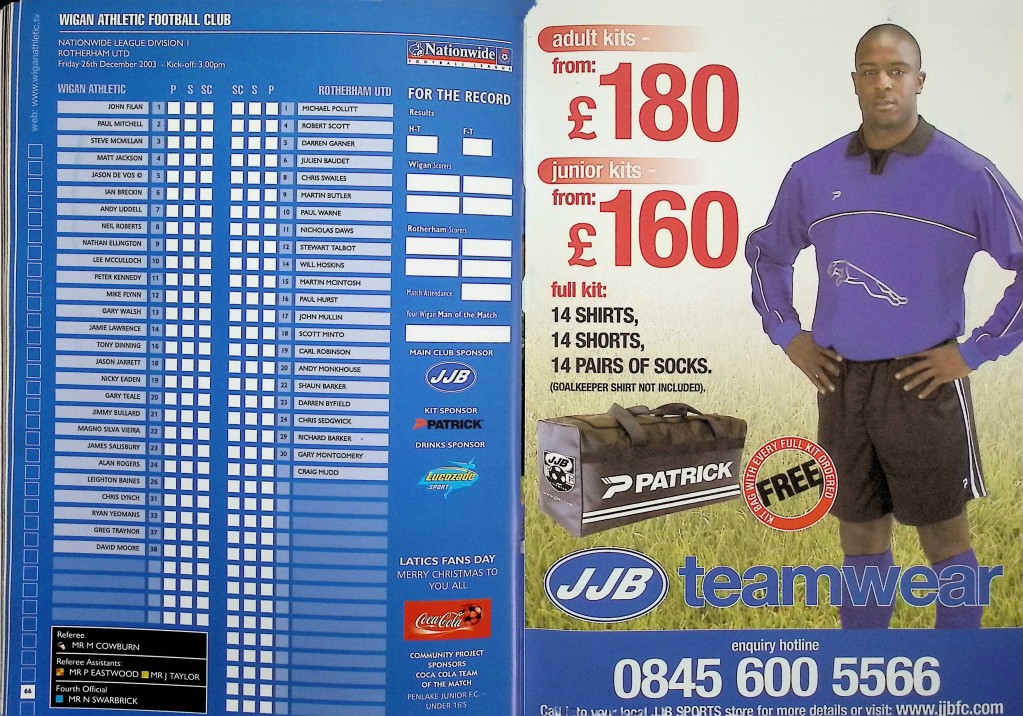 web: www.wiganathletic.tv
WIGAN ATHLETIC FOOTBALL CLUB
NATIONWIDE LEAGUE DIVISION 1
ROTHERHAM UTD
Friday 26th December 2003 - Kick-off: 3.00pm
Nationwide
FOOTBALL LEAGUE
WIGAN ATHLETIC P S SC SC S P ROTHERHAM UTD
JOHN FILAN 1
PAUL MITCHELL 2
STEVE MCMILLAN 3
MATT JACKSON 4
JASON DE VOS © 5
IAN BRECKIN 6
ANDY LIDDELL 7
NEIL ROBERTS 8
NATHAN ELLINGTON 9
LEE MCCULLOCH 10
PETER KENNEDY 11
MIKE FLYNN 12
GARY WALSH 13
JAMIE LAWRENCE 14
TONY DINNING 16
JASON JARRETT 18
NICKY EADEN 19
GARY TEALE 20
JIMMY BULLARD 21
MAGNO SILVA VIEIRA 22
JAMES SALISBURY 23
ALAN ROGERS 24
LEIGHTON BAINES 26
CHRIS LYNCH 31
RYAN YEOMANS 33
GREG TRAYNOR 37
DAVID MOORE 38
1 MICHAEL POLLITT
4 ROBERT SCOTT
5 DARREN GARNER
6 JULIEN BAUDET
8 CHRIS SWAILES
9 MARTIN BUTLER
10 PAUL WARNE
11 NICHOLAS DAWS
12 STEWART TALBOT
14 WILL HOSKINS
15 MARTIN MCINTOSH
16 PAUL HURST
17 JOHN MULLIN
18 SCOTT MINTO
19 CARL ROBINSON
20 ANDY MONKHOUSE
22 SHAUN BARKER
23 DARREN BYFIELD
24 CHRIS SEDGWICK
29 RICHARD BARKER
30 GARY MONTGOMERY
CRAIG MUDD
FOR THE RECORD
Results
H-T F-T
Wigan Scorers
Rotherham Scorers
Match Attendance
Your Wigan Man of the Match
MAIN CLUB SPONSOR
JJB
KIT SPONSOR
PATRICK
DRINKS SPONSOR
Lucozade
SPORT
LATICS FANS DAY
MERRY CHRISTMAS TO
YOU ALL
Coca-Cola
COMMUNITY PROJECT
SPONSORS
COCA COLA TEAM
OF THE MATCH
PENLAKE JUNIOR F.C. -
UNDER 16'S
Referee.
MR M COWBURN
Referee Assistants:
MR P EASTWOOD MR J TAYLOR
Fourth Official
MR N SWARBRICK
66
adult kits -
from:
£180
junior kits -
from:
£160
full kit:
14 SHIRTS,
14 SHORTS,
14 PAIRS OF SOCKS.
(GOALKEEPER SHIRT NOT INCLUDED).
JJB
PATRICK
KIT BAG WITH EVERY FULL KIT ORDERED
FREE
JJB teamwear
enquiry hotline
0845 600 5566
to your local JJB SPORTS store for more details or visit: www.jjbfc.com